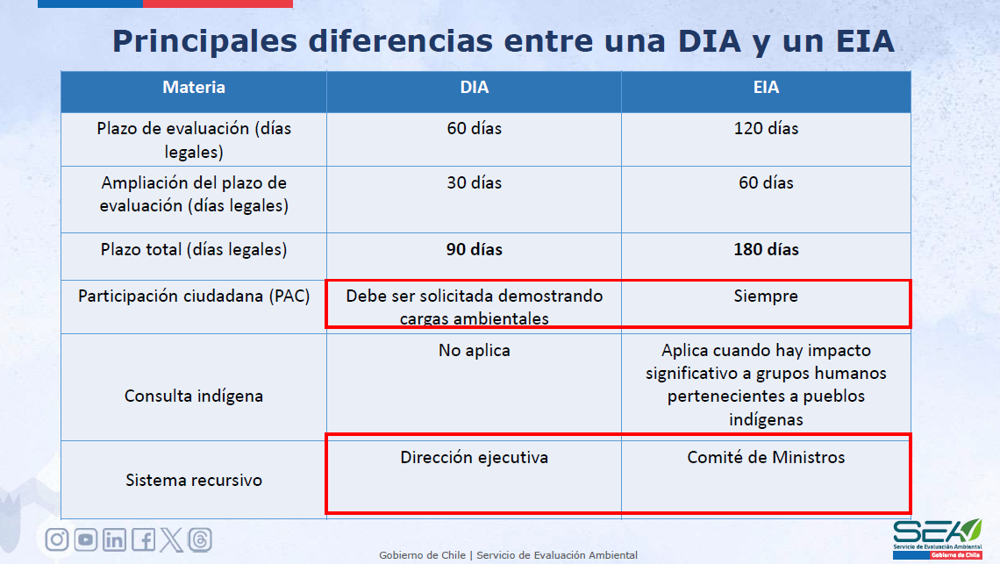 Principales diferencias entre una DIA y un EIA
Materia
DIA
EIA
Plazo de evaluación (días
legales)
60 días
120 días
Ampliación del plazo de
evaluación (días legales)
30 días
60 días
Plazo total (días legales)
90 días
180 días
Participación ciudadana (PAC)
Debe ser solicitada demostrando
cargas ambientales
Siempre
Consulta indígena
No aplica
Aplica cuando hay impacto
significativo a grupos humanos
pertenecientes a pueblos
indígenas
Sistema recursivo
Dirección ejecutiva
Comité de Ministros
Gobierno de Chile | Servicio de Evaluación Ambiental
SEA
Servicio de Evaluación Ambiental
Gobierno de Chile